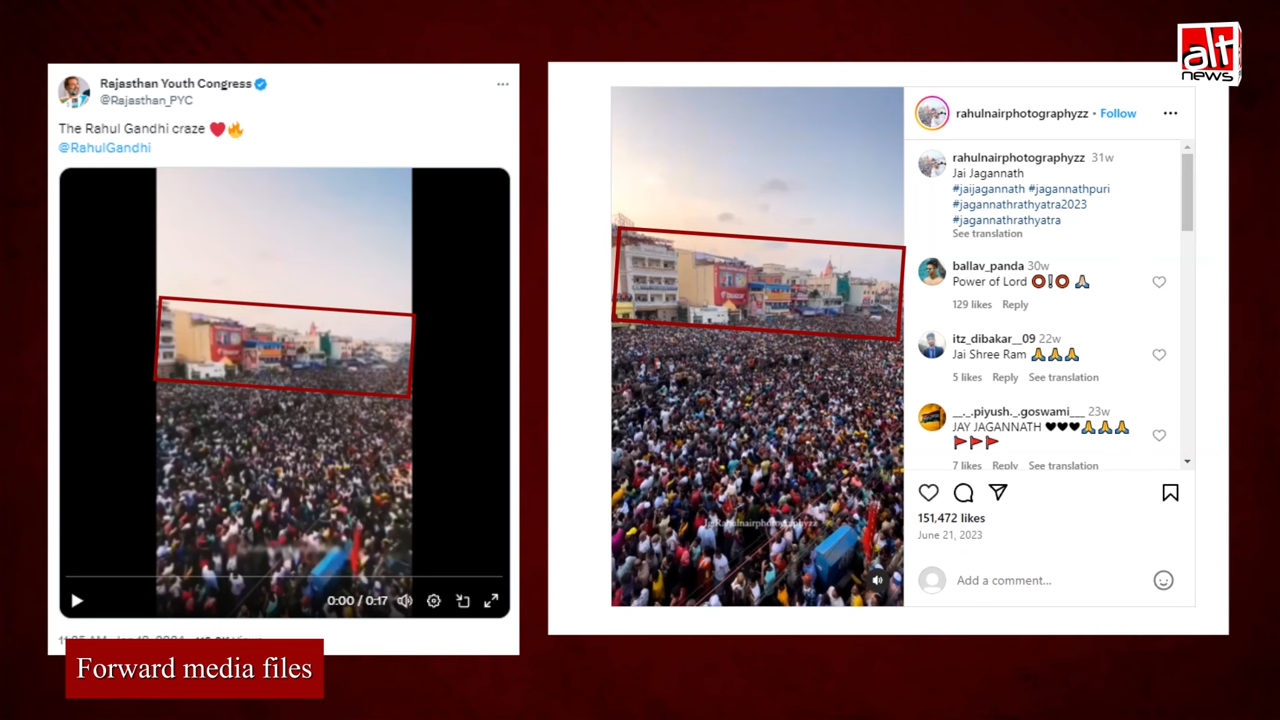 alt
news
Rajasthan Youth Congress
@Rajasthan_PYC
The Rahul Gandhi craze ❤️🔥
@RahulGandhi
0:00 / 0:17
Forward media files
rahulnairphotographyzz • Follow
rahulnairphotographyzz 31w
Jai Jagannath
#jaijagannath #jagannathpuri
#jagannathrathyatra2023
#jagannathrathyatra
See translation
ballav_panda 30w
Power of Lord ⭕❗⭕ 🙏
129 likes Reply
itz_dibakar__09 22w
Jai Shree Ram 🙏🙏🙏
5 likes Reply See translation
__._.piyush._.goswami___ 23w
JAY JAGANNATH ♥♥♥🙏🙏🙏
🚩🚩🚩
7 likes Reply See translation
151,472 likes
June 21, 2023
Add a comment...